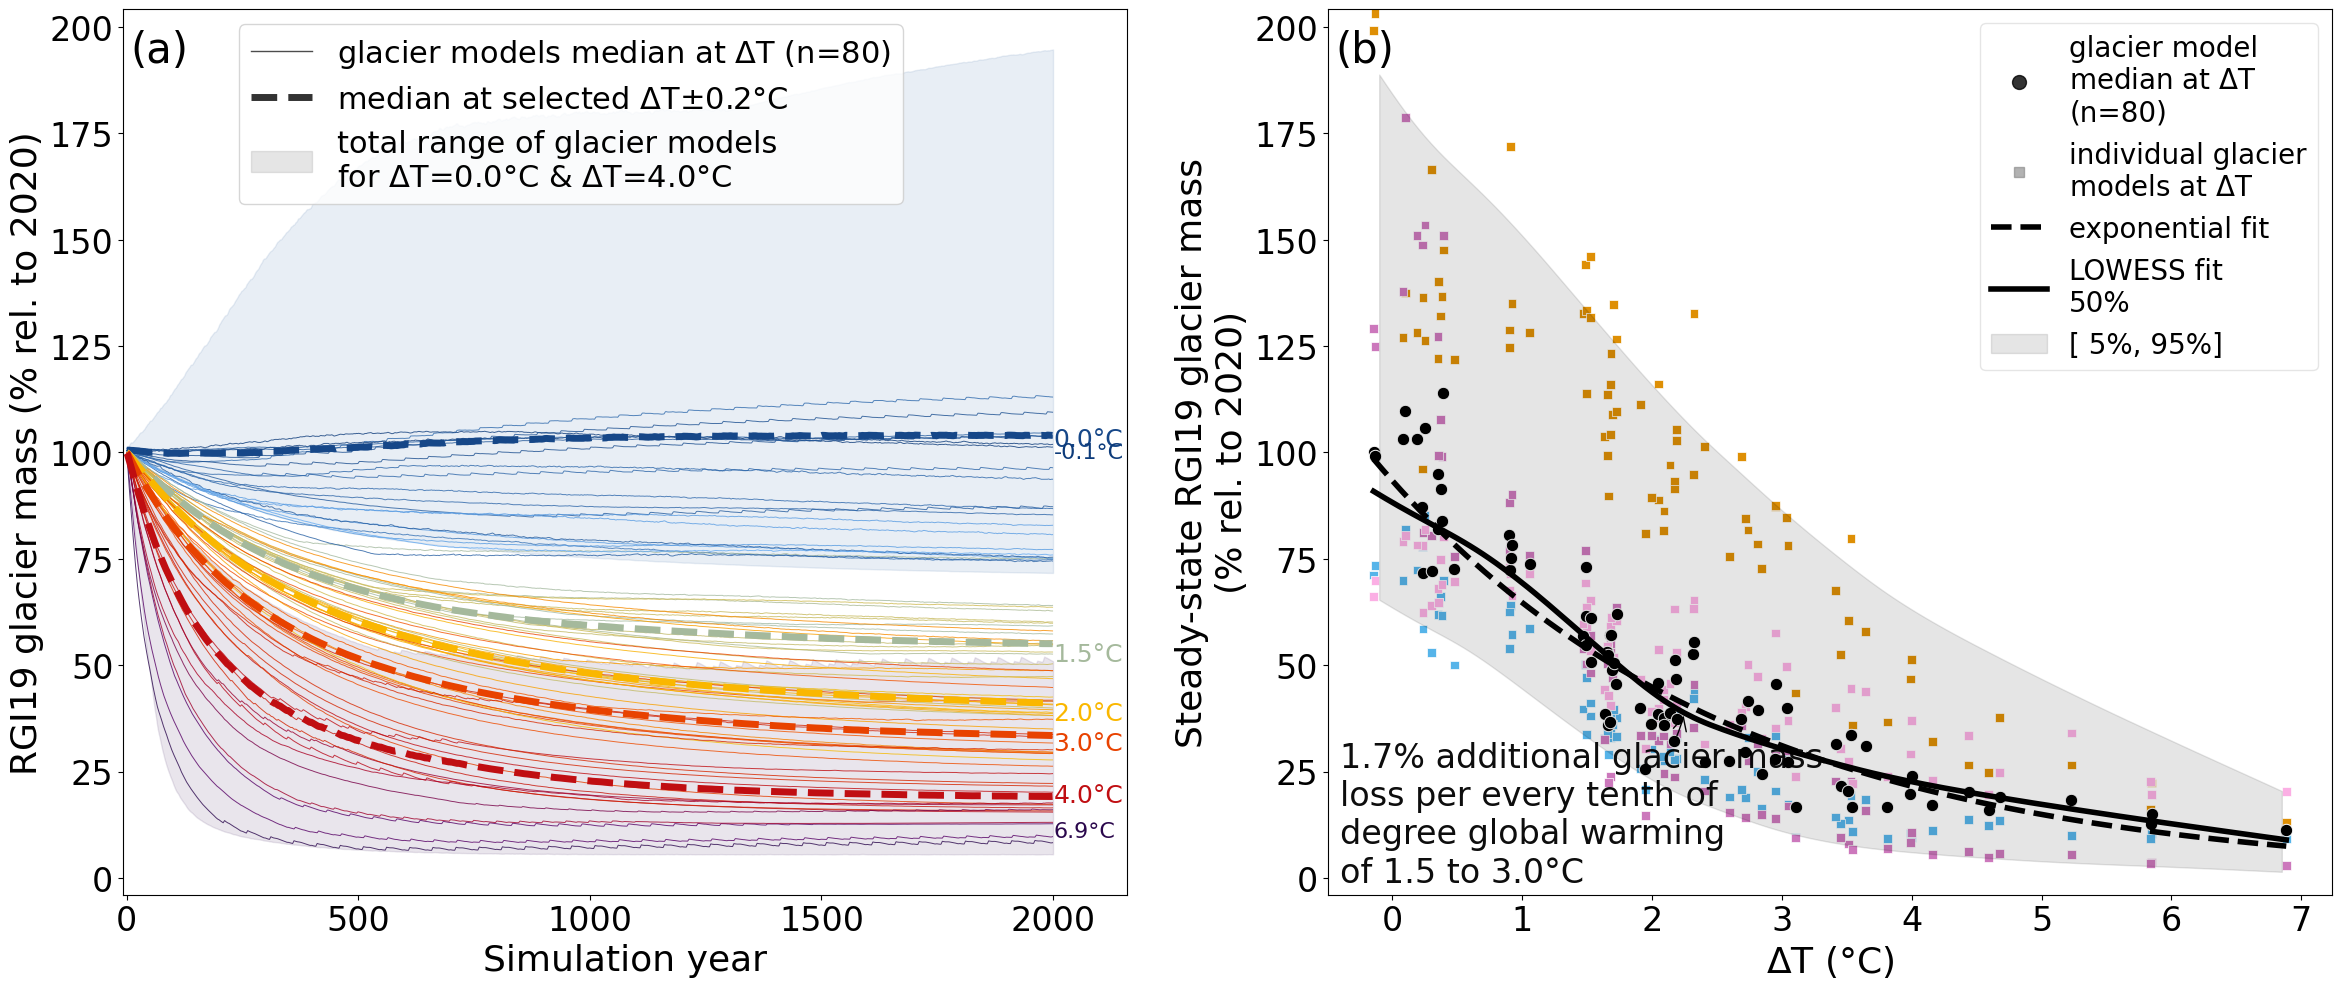 (a)
glacier models median at ΔT (n=80)
median at selected ΔT±0.2°C
total range of glacier models
for ΔT=0.0°C & ΔT=4.0°C
RGI19 glacier mass (% rel. to 2020)
200
175
150
125
100
75
50
25
0
0.0°C
-0.1°C
1.5°C
2.0°C
3.0°C
4.0°C
6.9°C
0
500
1000
1500
2000
Simulation year
(b)
glacier model
median at ΔT
(n=80)
individual glacier
models at ΔT
exponential fit
LOWESS fit
50%
[ 5%, 95%]
Steady-state RGI19 glacier mass
(% rel. to 2020)
200
175
150
125
100
75
50
25
0
1.7% additional glacier mass
loss per every tenth of
degree global warming
of 1.5 to 3.0°C
0
1
2
3
4
5
6
7
ΔT (°C)